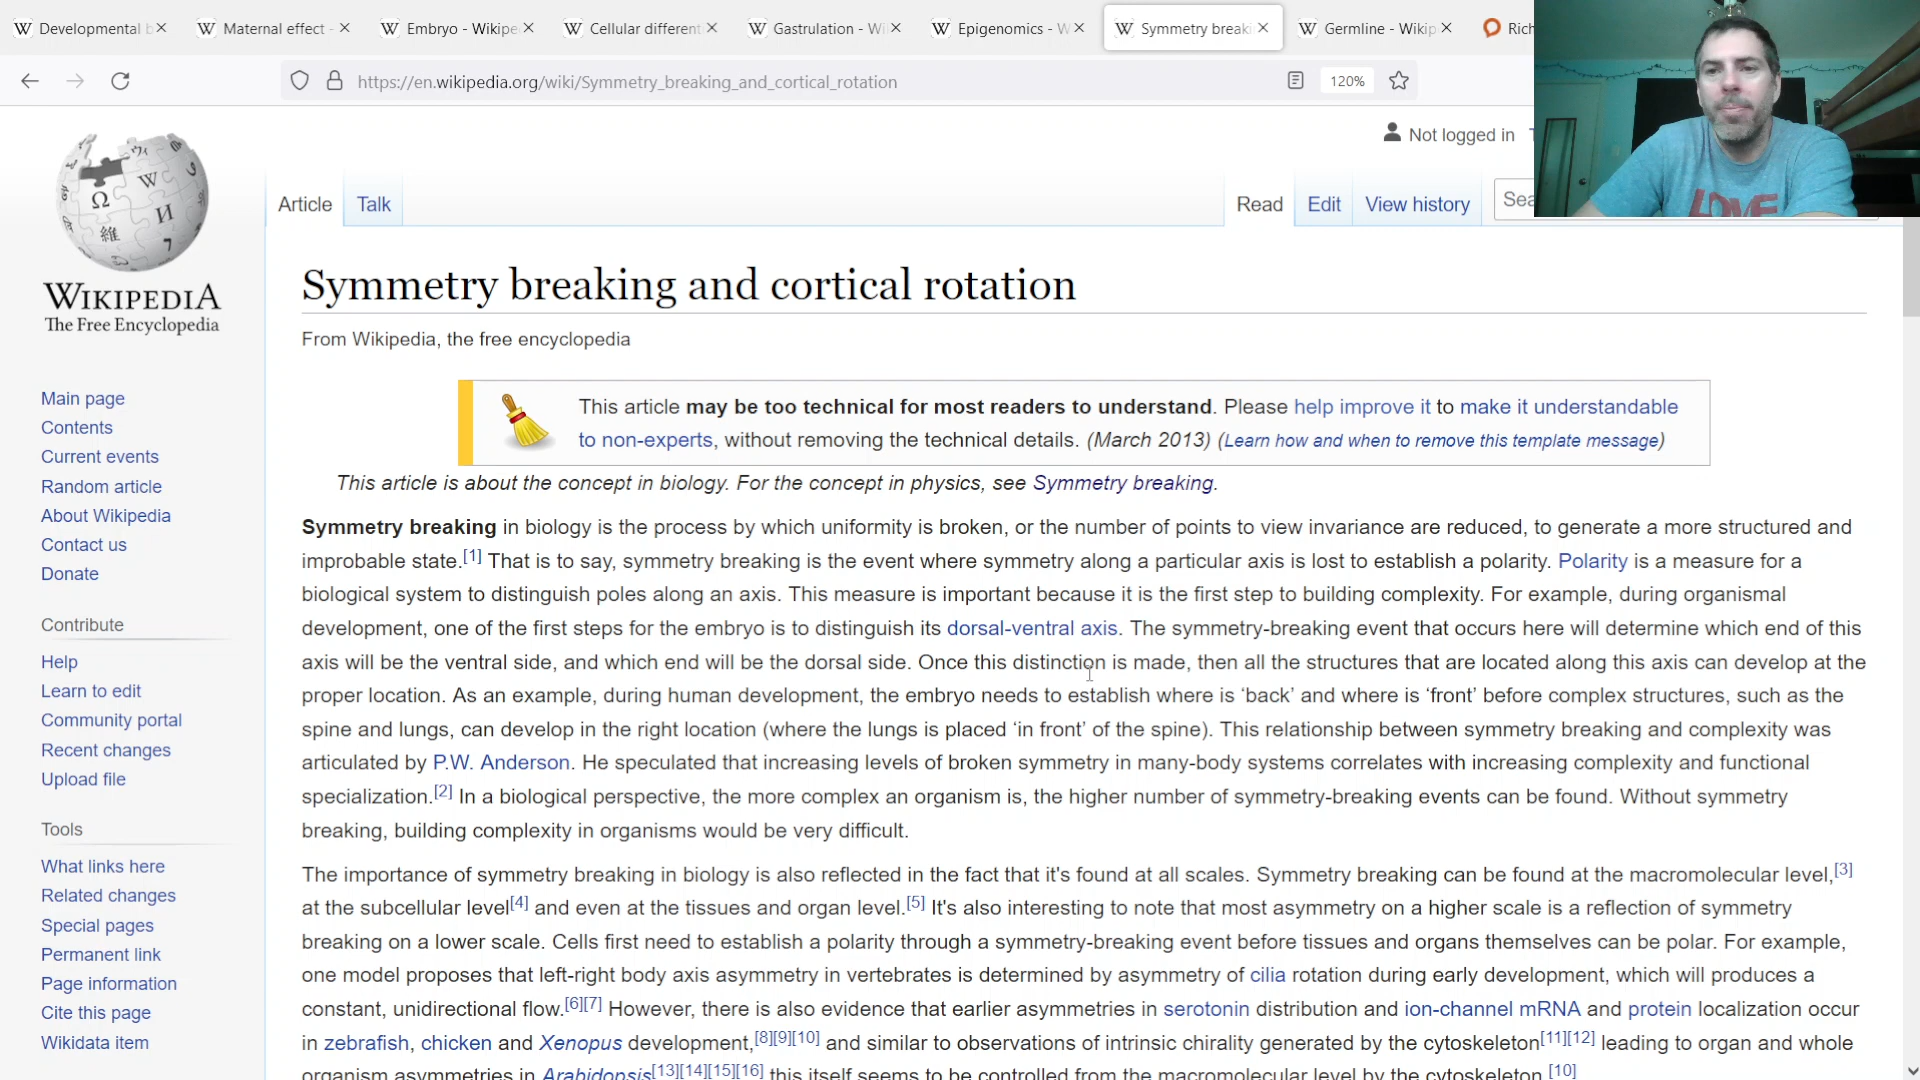 Developmental b
Maternal effect -
Embryo - Wikipe
Cellular different
Gastrulation - Wi
Epigenomics - W
Symmetry breaki
Germline - Wikip
Rich
https://en.wikipedia.org/wiki/Symmetry_breaking_and_cortical_rotation
120%
Not logged in
Article
Talk
Read
Edit
View history
Sea
LOVE
WIKIPEDIA
The Free Encyclopedia
Main page
Contents
Current events
Random article
About Wikipedia
Contact us
Donate
Contribute
Help
Learn to edit
Community portal
Recent changes
Upload file
Tools
What links here
Related changes
Special pages
Permanent link
Page information
Cite this page
Wikidata item
Symmetry breaking and cortical rotation
From Wikipedia, the free encyclopedia
This article may be too technical for most readers to understand. Please help improve it to make it understandable
to non-experts, without removing the technical details. (March 2013) (Learn how and when to remove this template message)
This article is about the concept in biology. For the concept in physics, see Symmetry breaking.
Symmetry breaking in biology is the process by which uniformity is broken, or the number of points to view invariance are reduced, to generate a more structured and
improbable state.[1] That is to say, symmetry breaking is the event where symmetry along a particular axis is lost to establish a polarity. Polarity is a measure for a
biological system to distinguish poles along an axis. This measure is important because it is the first step to building complexity. For example, during organismal
development, one of the first steps for the embryo is to distinguish its dorsal-ventral axis. The symmetry-breaking event that occurs here will determine which end of this
axis will be the ventral side, and which end will be the dorsal side. Once this distinction is made, then all the structures that are located along this axis can develop at the
proper location. As an example, during human development, the embryo needs to establish where is ‘back’ and where is ‘front’ before complex structures, such as the
spine and lungs, can develop in the right location (where the lungs is placed ‘in front’ of the spine). This relationship between symmetry breaking and complexity was
articulated by P.W. Anderson. He speculated that increasing levels of broken symmetry in many-body systems correlates with increasing complexity and functional
specialization.[2] In a biological perspective, the more complex an organism is, the higher number of symmetry-breaking events can be found. Without symmetry
breaking, building complexity in organisms would be very difficult.
The importance of symmetry breaking in biology is also reflected in the fact that it's found at all scales. Symmetry breaking can be found at the macromolecular level,[3]
at the subcellular level[4] and even at the tissues and organ level.[5] It's also interesting to note that most asymmetry on a higher scale is a reflection of symmetry
breaking on a lower scale. Cells first need to establish a polarity through a symmetry-breaking event before tissues and organs themselves can be polar. For example,
one model proposes that left-right body axis asymmetry in vertebrates is determined by asymmetry of cilia rotation during early development, which will produces a
constant, unidirectional flow.[6][7] However, there is also evidence that earlier asymmetries in serotonin distribution and ion-channel mRNA and protein localization occur
in zebrafish, chicken and Xenopus development,[8][9][10] and similar to observations of intrinsic chirality generated by the cytoskeleton[11][12] leading to organ and whole
organism asymmetries in Arabidopsis[13][14][15][16] this itself seems to be controlled from the macromolecular level by the cytoskeleton.[10]